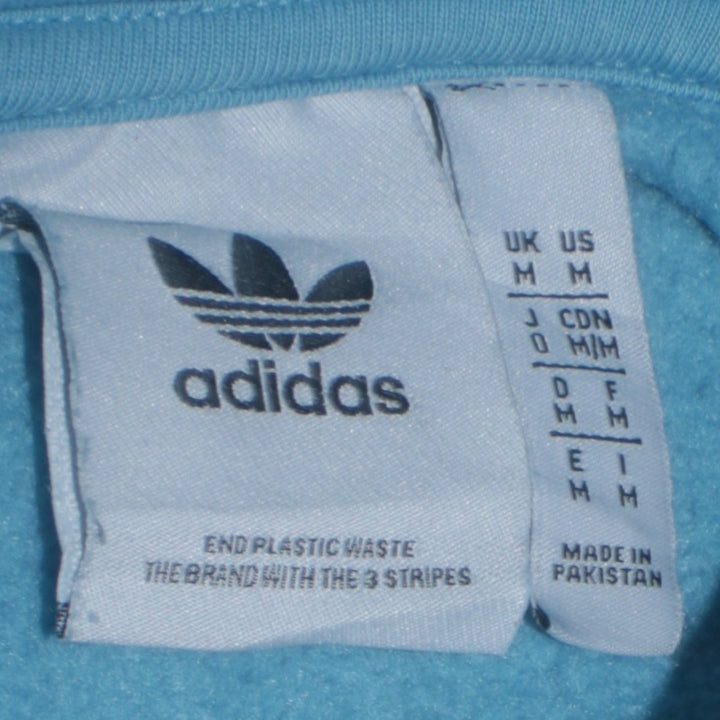 adidas
END PLASTIC WASTE
THE BRAND WITH THE 3 STRIPES
UK US
M M
J CDN
O M/M
D F
M M
E I
M M
MADE IN
PAKISTAN